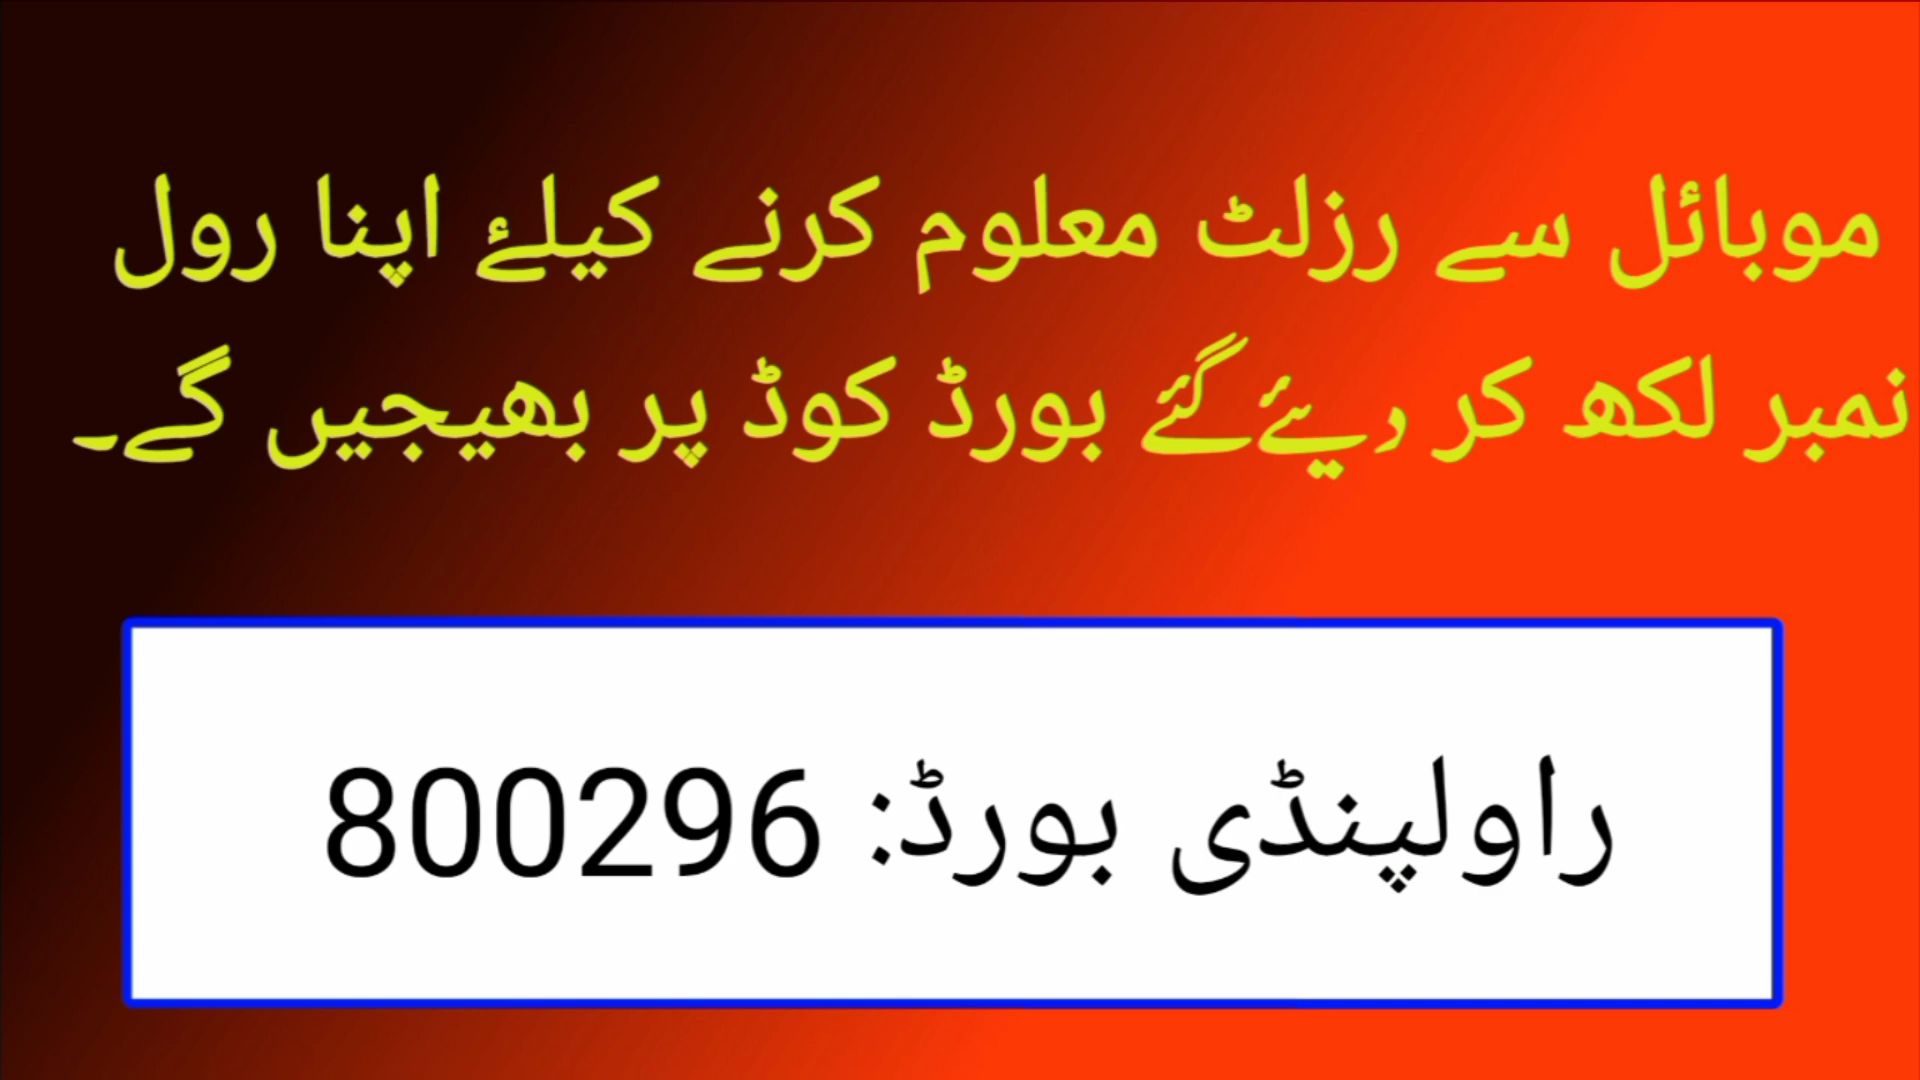 موبائل سے رزلٹ معلوم کرنے کیلۓ اپنا رول
نمبر لکھ کر دیئے گئے بورڈ کوڈ پر بھیجیں گے۔
راولپنڈی بورڈ: 800296